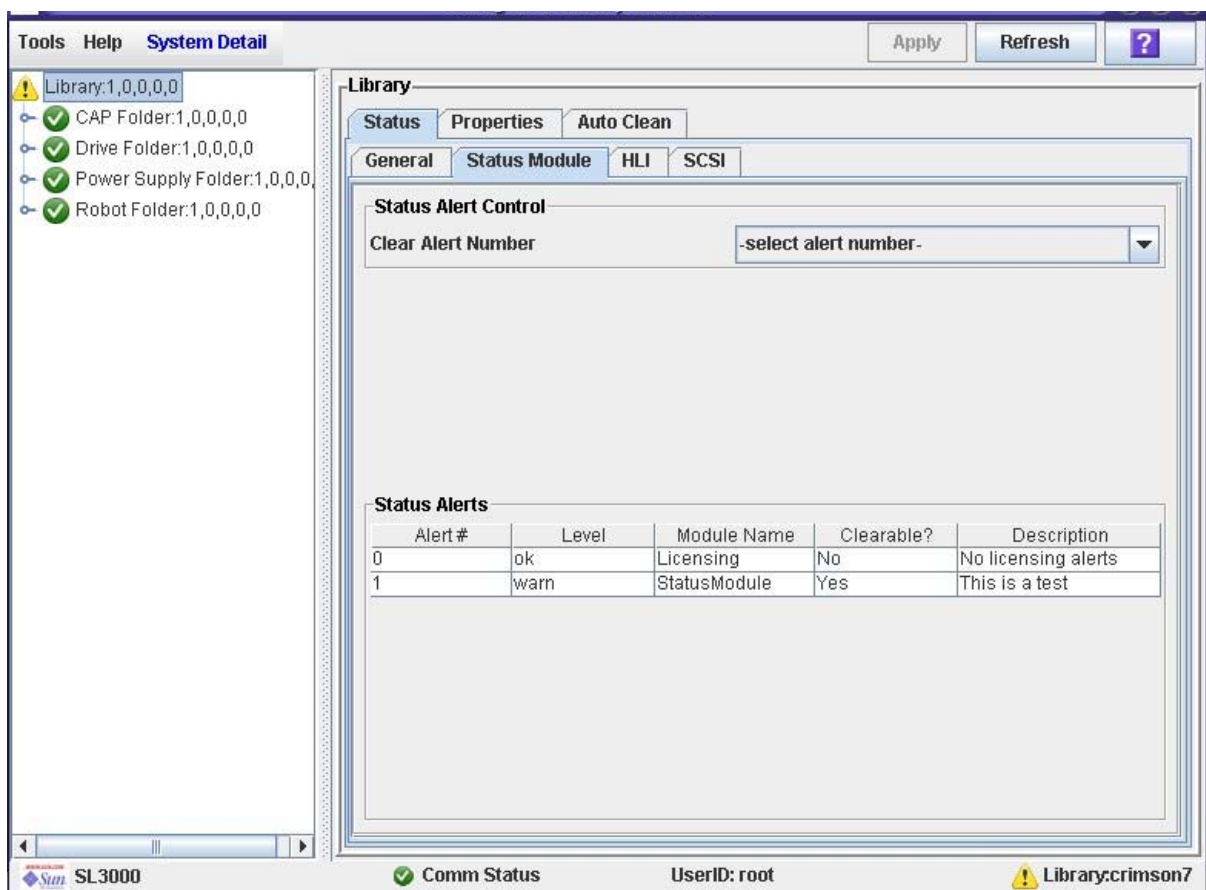 Tools Help System Detail Apply Refresh ?
Library:1,0,0,0,0
CAP Folder:1,0,0,0,0
Drive Folder:1,0,0,0,0
Power Supply Folder:1,0,0,0,
Robot Folder:1,0,0,0,0
Library
Status Properties Auto Clean
General Status Module HLI SCSI
Status Alert Control
Clear Alert Number -select alert number-
Status Alerts
Alert # Level Module Name Clearable? Description
0 ok Licensing No No licensing alerts
1 warn StatusModule Yes This is a test
Sun SL3000 Comm Status UserID: root Library:crimson7